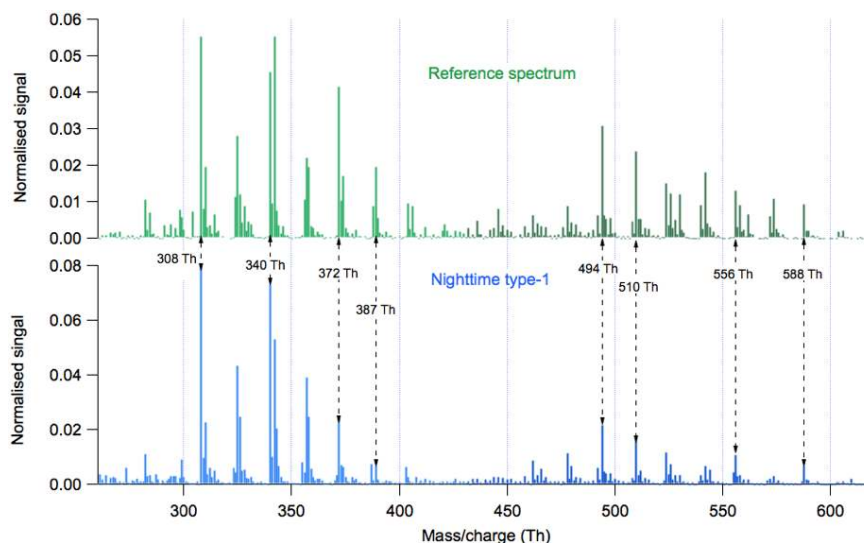 0.06
0.05
0.04
0.03
0.02
0.01
0.00
Normalised signal
Reference spectrum
308 Th
340 Th
372 Th
387 Th
494 Th
510 Th
556 Th
588 Th
0.08
0.06
0.04
0.02
0.00
Normalised singal
Nighttime type-1
300
350
400
450
500
550
600
Mass/charge (Th)